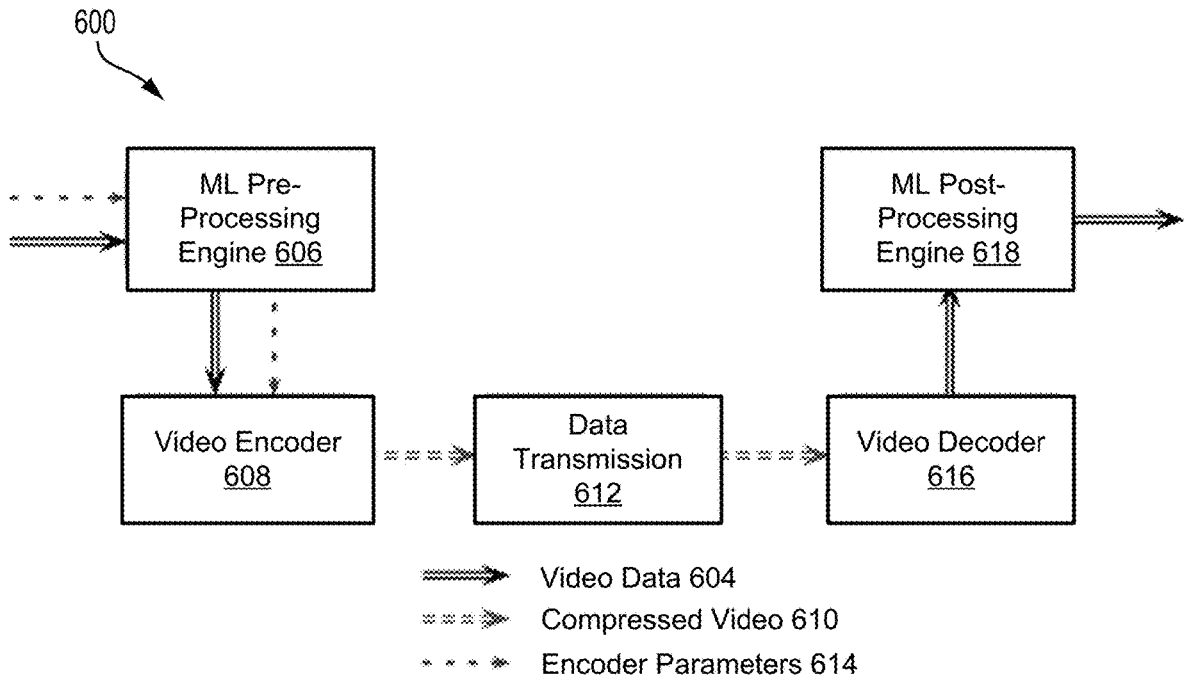 600
ML Pre-
Processing
Engine 606
ML Post-
Processing
Engine 618
Video Encoder
608
Data
Transmission
612
Video Decoder
616
Video Data 604
Compressed Video 610
Encoder Parameters 614